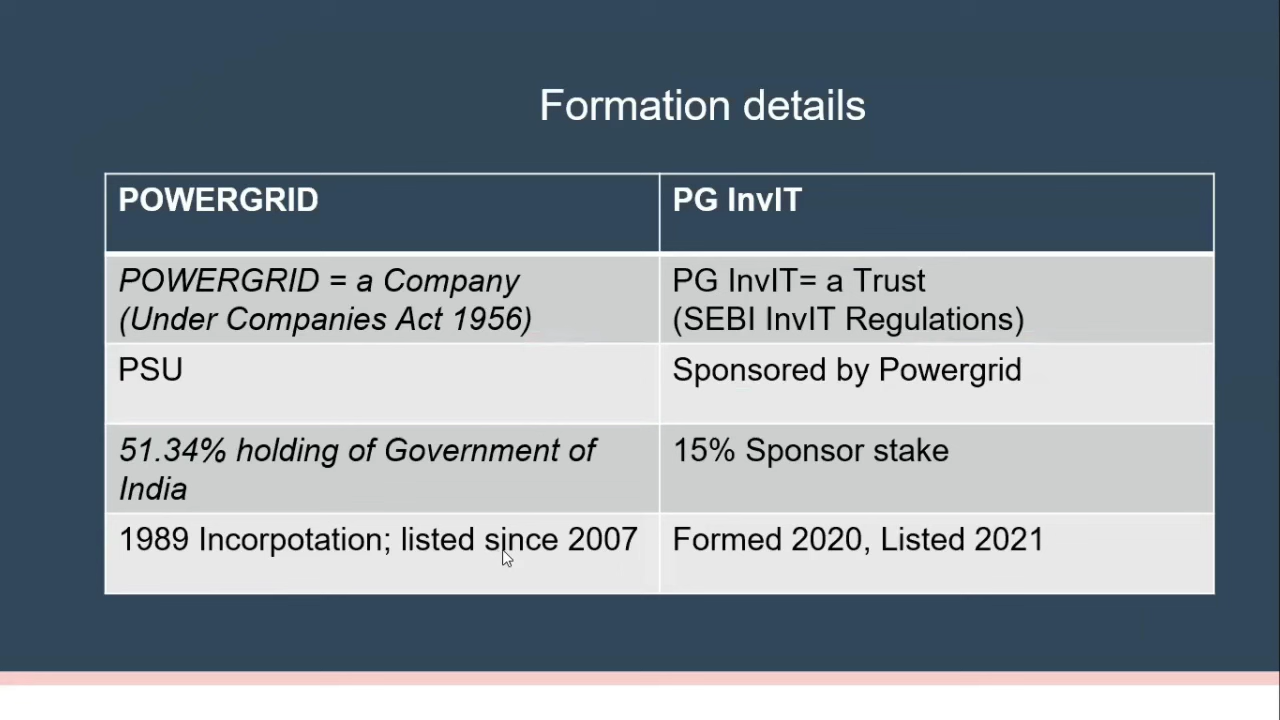 Formation details
POWERGRID
PG InvIT
POWERGRID = a Company
(Under Companies Act 1956)
PG InvIT= a Trust
(SEBI InvIT Regulations)
PSU
Sponsored by Powergrid
51.34% holding of Government of
India
15% Sponsor stake
1989 Incorpotation; listed since 2007
Formed 2020, Listed 2021